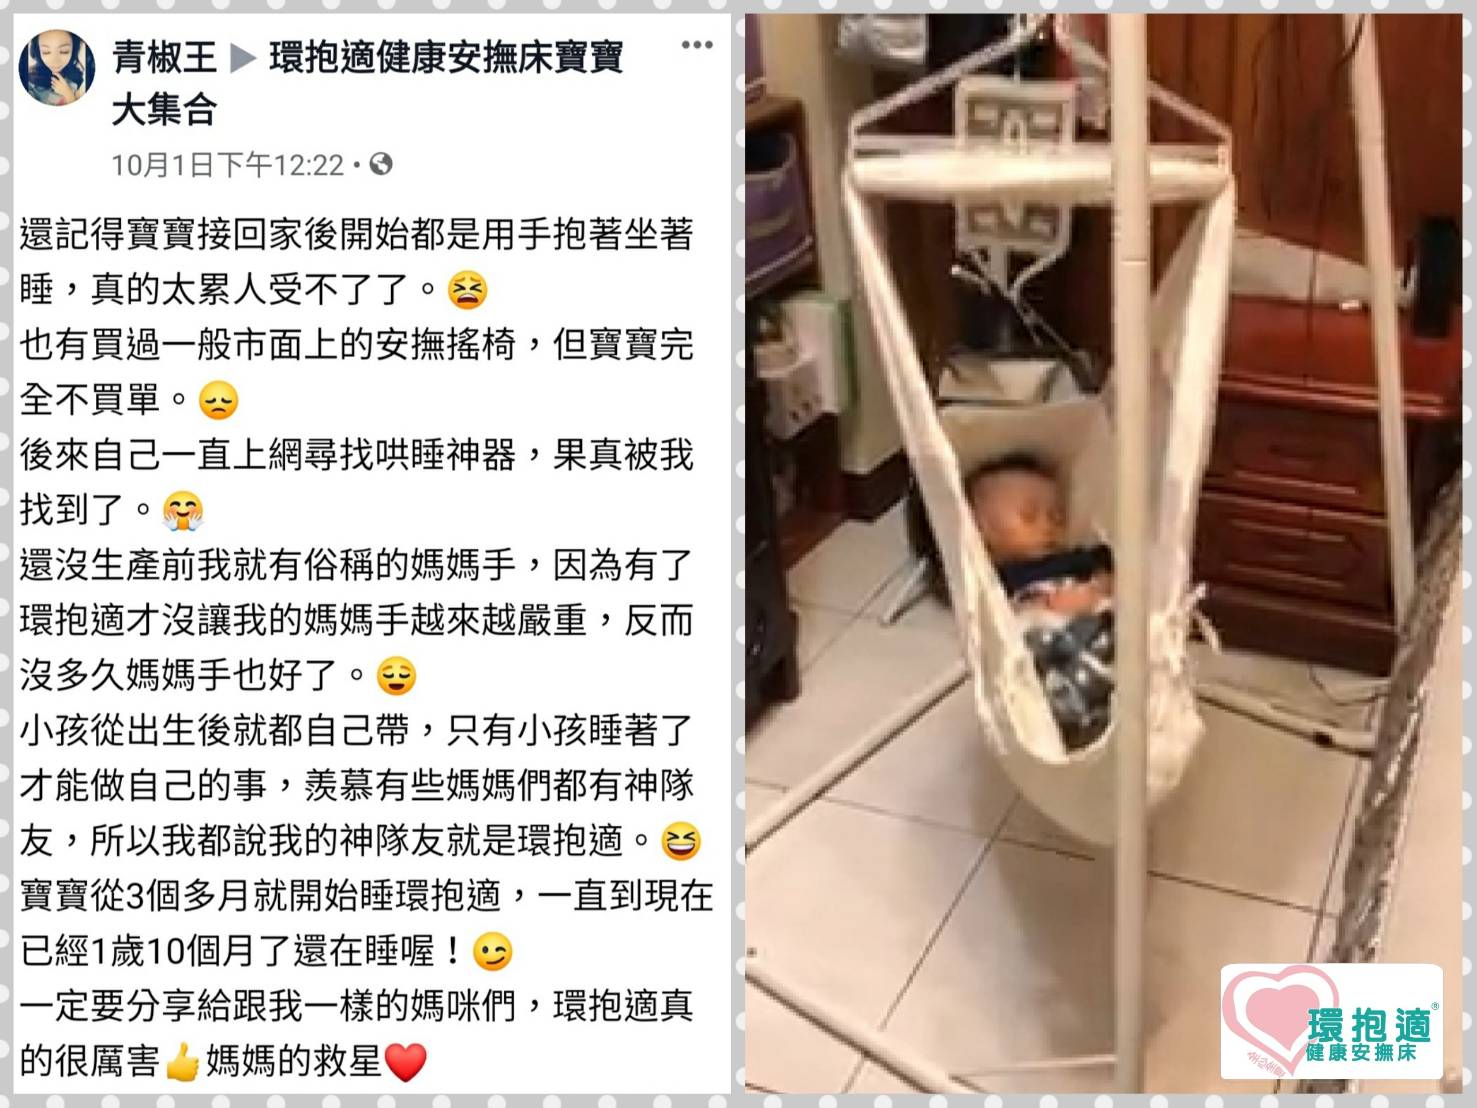 青椒王 ▶ 環抱適健康安撫床寶寶
大集合
10月1日下午12:22 •
還記得寶寶接回家後開始都是用手抱著坐著
睡，真的太累人受不了了。😫
也有買過一般市面上的安撫搖椅，但寶寶完
全不買單。😞
後來自己一直上網尋找哄睡神器，果真被我
找到了。🤗
還沒生產前我就有俗稱的媽媽手，因為有了
環抱適才沒讓我的媽媽手越來越嚴重，反而
沒多久媽媽手也好了。😌
小孩從出生後就都自己帶，只有小孩睡著了
才能做自己的事，羨慕有些媽媽們都有神隊
友，所以我都說我的神隊友就是環抱適。😆
寶寶從3個多月就開始睡環抱適，一直到現在
已經1歲10個月了還在睡喔！😉
一定要分享給跟我一樣的媽咪們，環抱適真
的很厲害👍媽媽的救星❤
環抱適®
健康安撫床